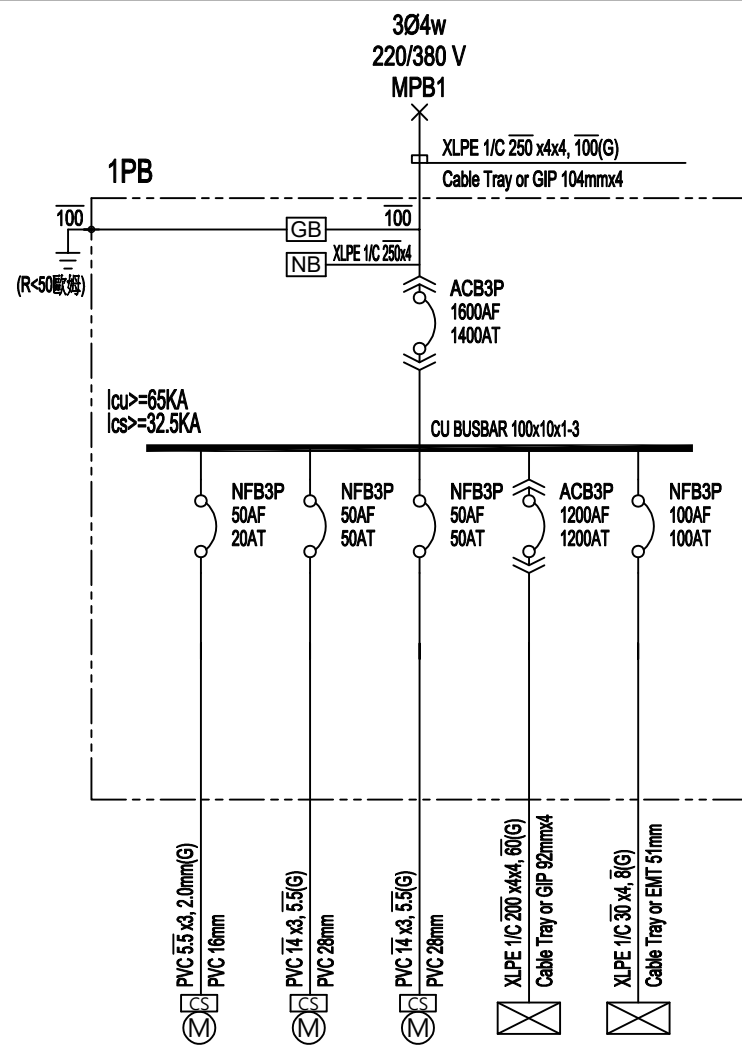 3Ø4w
220/380 V
MPB1
XLPE 1/C 250 x4x4, 100(G)
Cable Tray or GIP 104mmx4
1PB
100
GB
100
NB
XLPE 1/C 250x4
(R<50歐姆)
ACB3P
1600AF
1400AT
Icu>=65KA
Ics>=32.5KA
CU BUSBAR 100x10x1-3
NFB3P
50AF
20AT
NFB3P
50AF
50AT
NFB3P
50AF
50AT
ACB3P
1200AF
1200AT
NFB3P
100AF
100AT
PVC 5.5 x3, 2.0mm(G)
PVC 16mm
PVC 14 x3, 5.5(G)
PVC 28mm
PVC 14 x3, 5.5(G)
PVC 28mm
XLPE 1/C 200 x4x4, 60(G)
Cable Tray or GIP 92mmx4
XLPE 1/C 30 x4, 8(G)
Cable Tray or EMT 51mm
CS
M
CS
M
CS
M